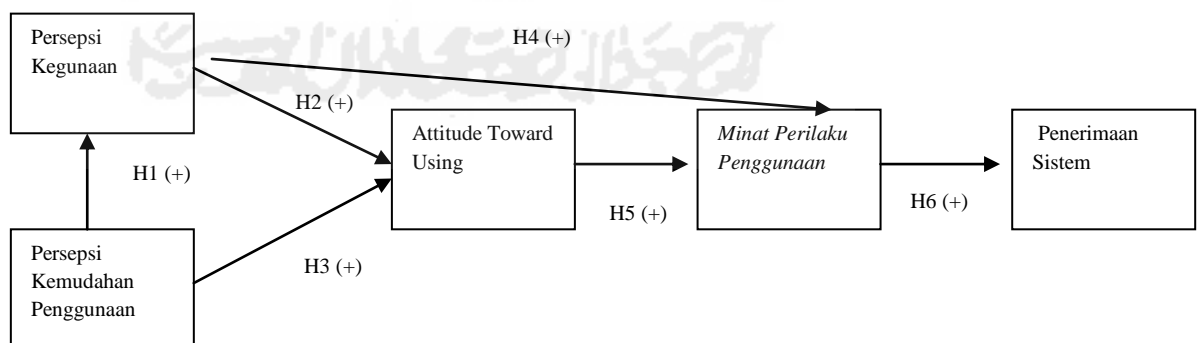 Persepsi
Kegunaan
H4 (+)
H2 (+)
Attitude Toward
Using
Minat Perilaku
Penggunaan
Penerimaan
Sistem
H1 (+)
H5 (+)
H6 (+)
Persepsi
Kemudahan
Penggunaan
H3 (+)